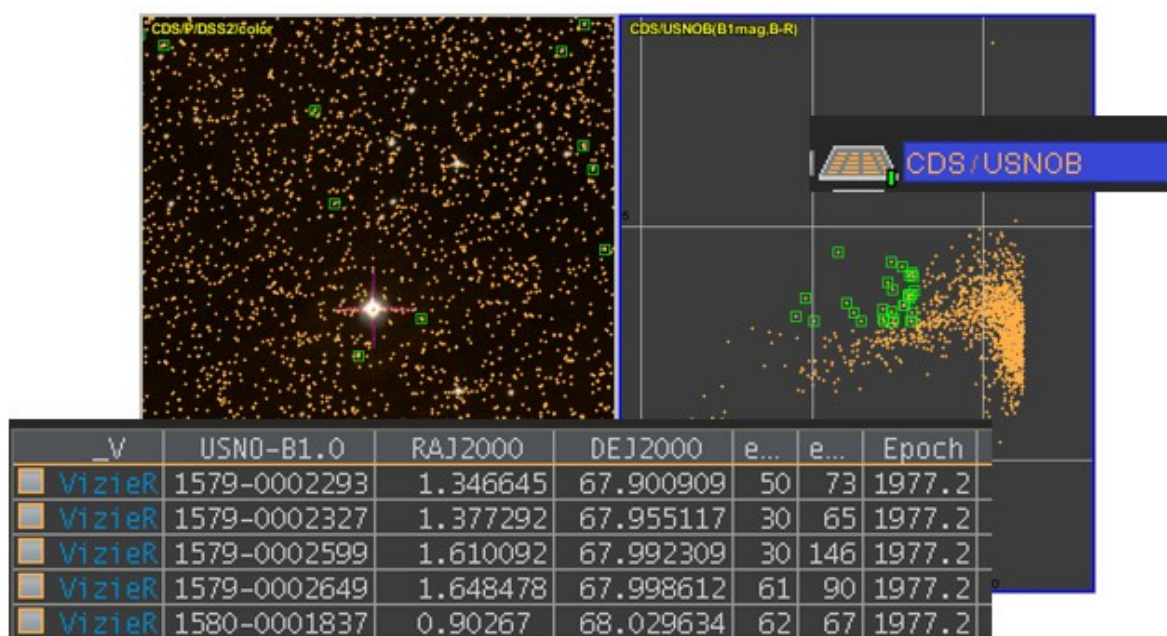 CDS/P/DSS2/color
CDS/USNOB(B1mag,B-R)
CDS/USNOB
5
_V USNO-B1.0 RAJ2000 DEJ2000 e... e... Epoch
VizieR 1579-0002293 1.346645 67.900909 50 73 1977.2
VizieR 1579-0002327 1.377292 67.955117 30 65 1977.2
VizieR 1579-0002599 1.610092 67.992309 30 146 1977.2
VizieR 1579-0002649 1.648478 67.998612 61 90 1977.2
0
VizieR 1580-0001837 0.90267 68.029634 62 67 1977.2